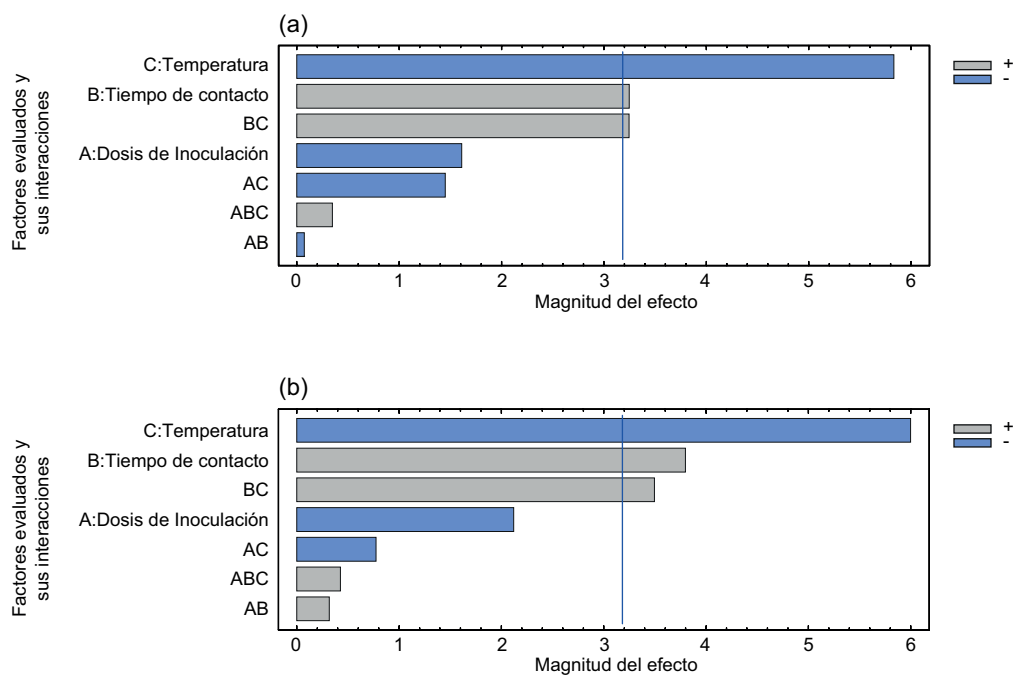 (a)
Factores evaluados y
sus interacciones
C:Temperatura
B:Tiempo de contacto
BC
A:Dosis de Inoculación
AC
ABC
AB
0 1 2 3 4 5 6
Magnitud del efecto
+
-
(b)
Factores evaluados y
sus interacciones
C:Temperatura
B:Tiempo de contacto
BC
A:Dosis de Inoculación
AC
ABC
AB
0 1 2 3 4 5 6
Magnitud del efecto
+
-